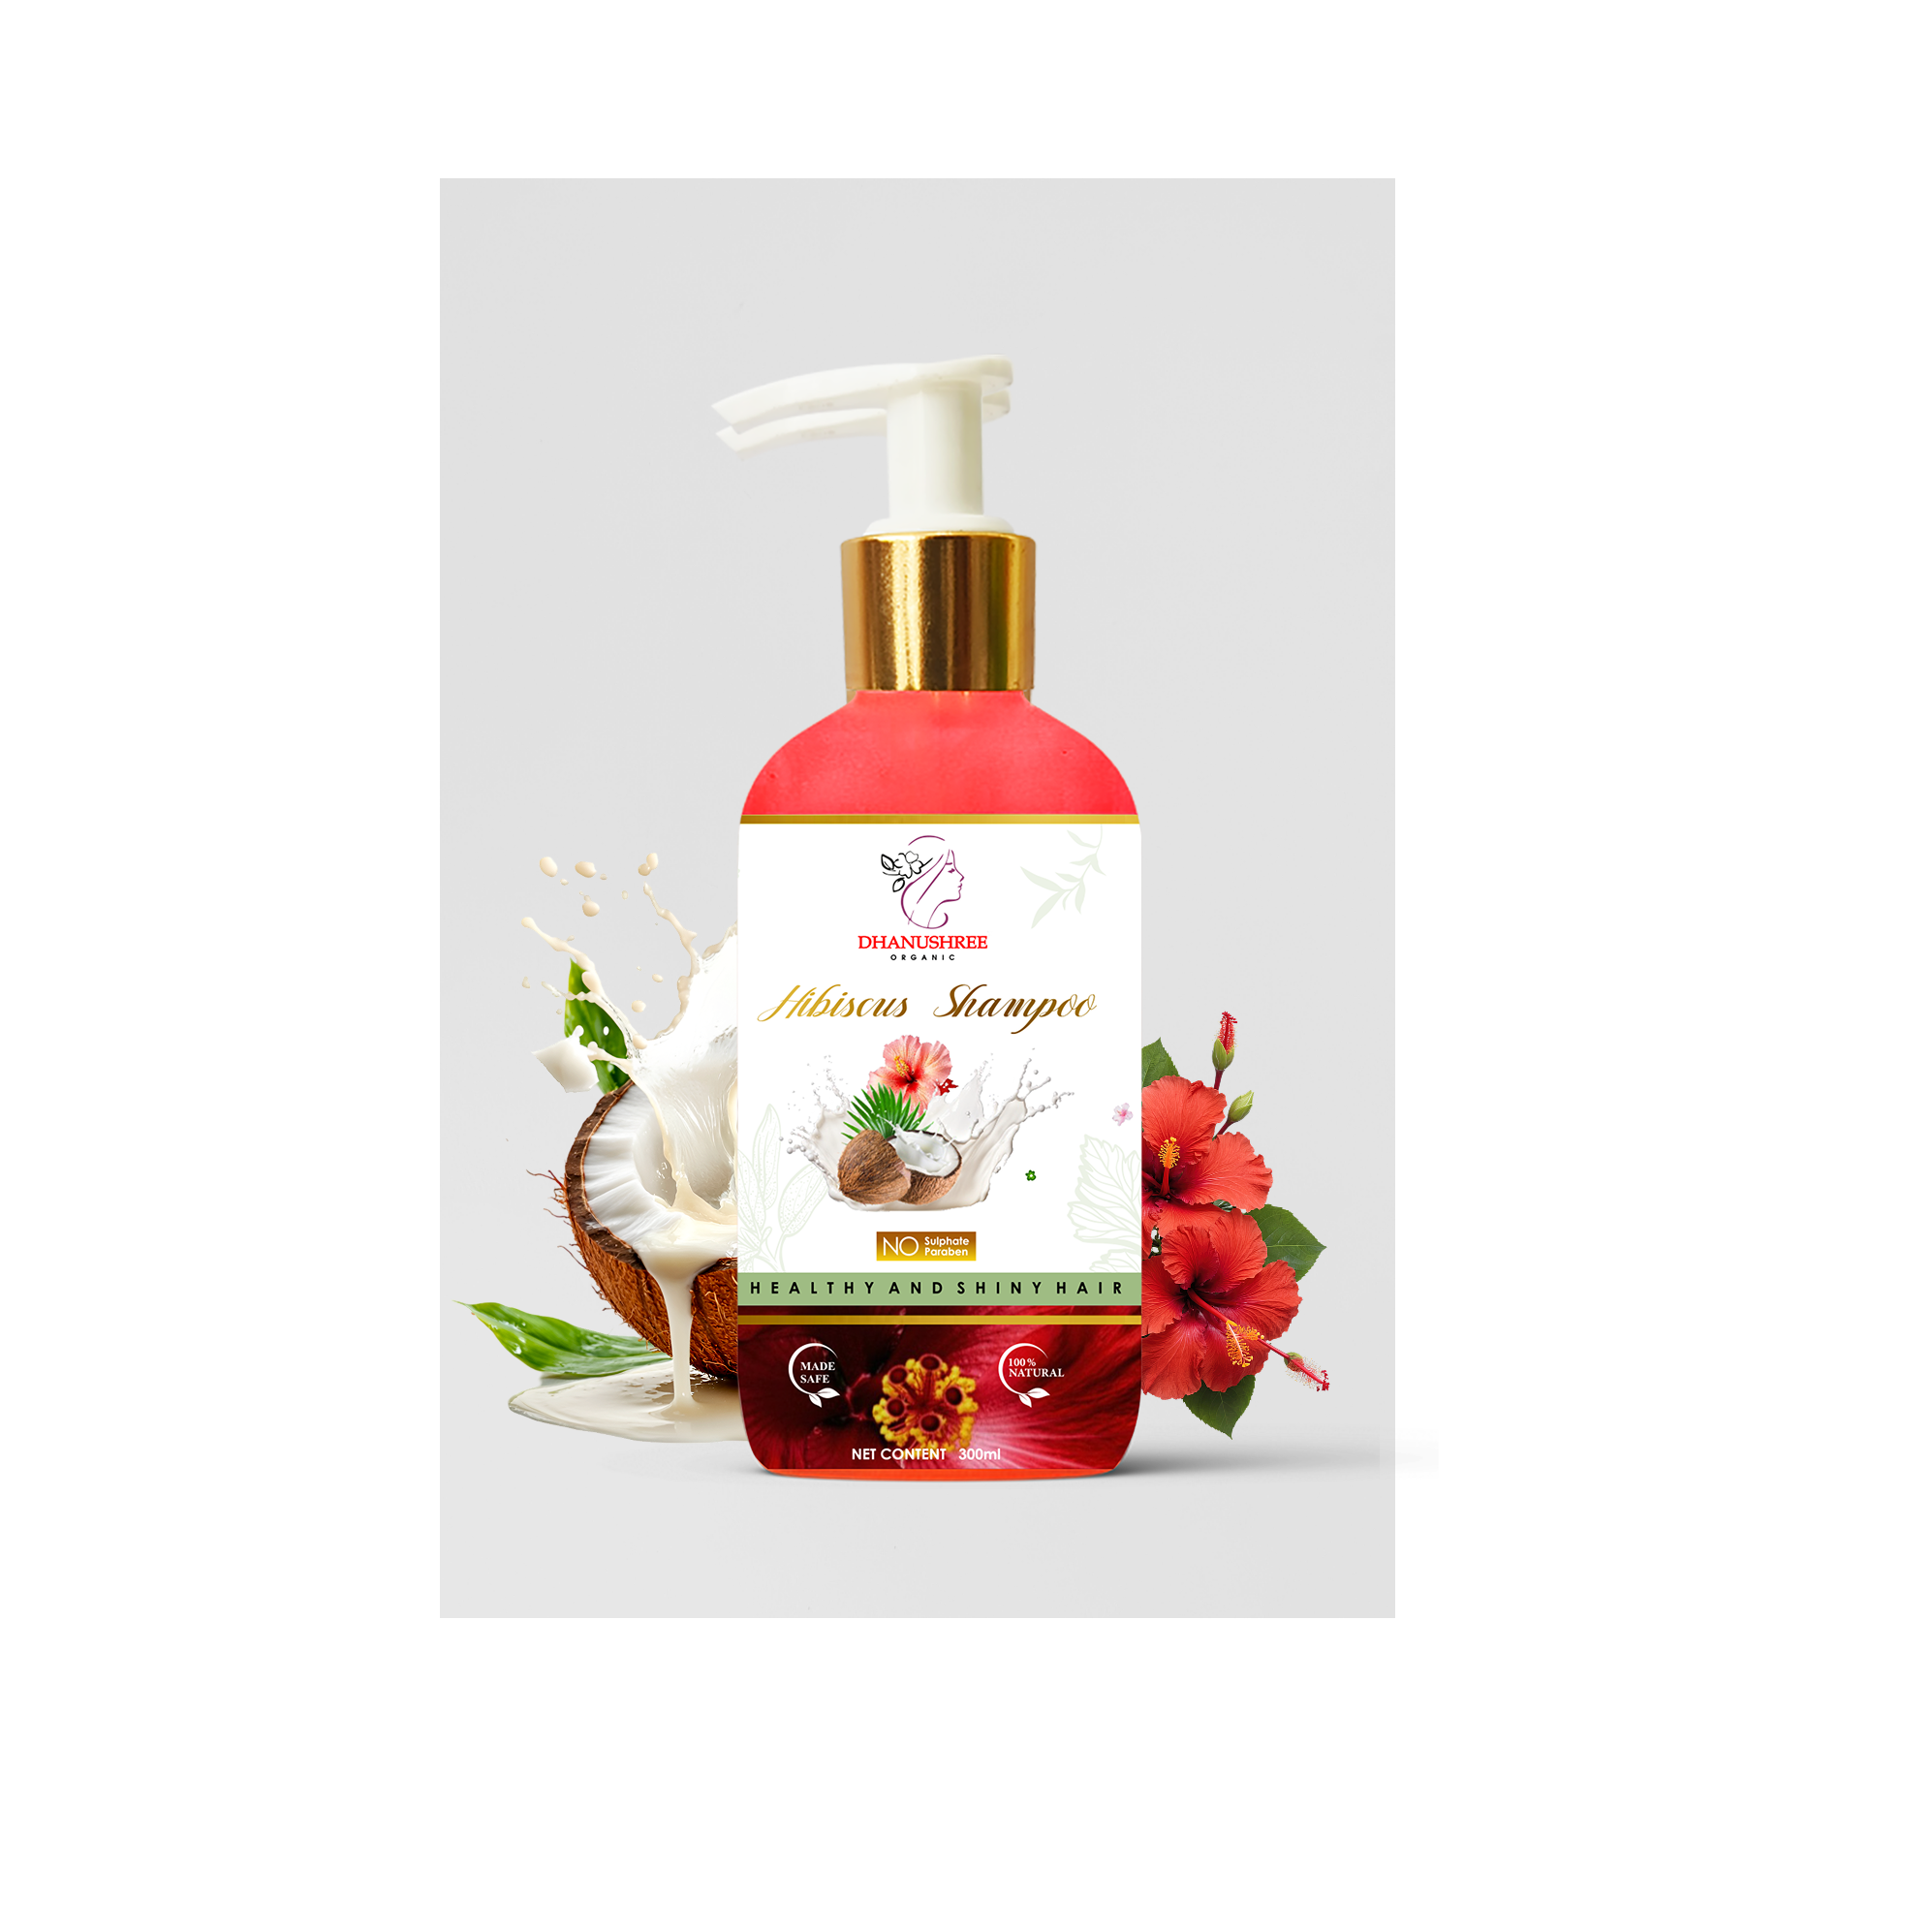 DHANUSHREE
ORGANIC
Hibiscus Shampoo
NO Sulphate
Paraben
HEALTHY AND SHINY HAIR
MADE
SAFE
100%
NATURAL
NET CONTENT 300ml